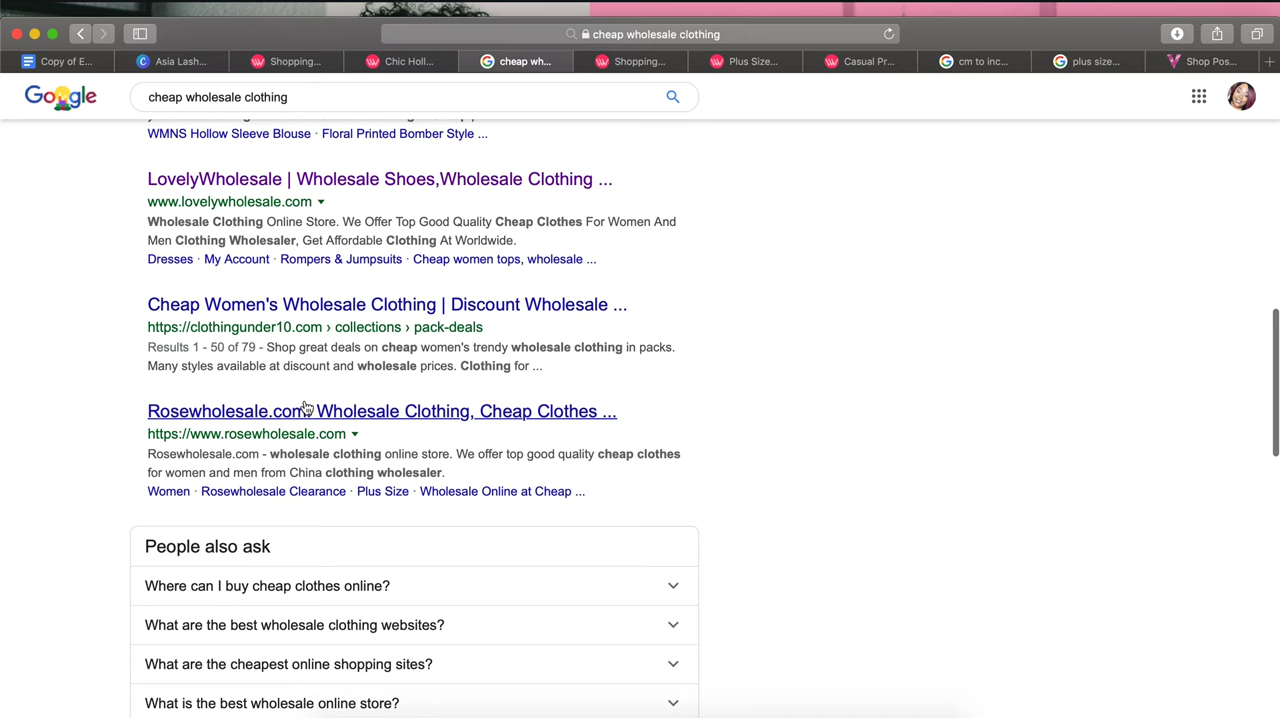 cheap wholesale clothing
Copy of E...
Asia Lash...
Shopping...
Chic Holl...
cheap wh...
Shopping...
Plus Size...
Casual Pr...
cm to inc...
plus size...
Shop Pos...
Google
cheap wholesale clothing
WMNS Hollow Sleeve Blouse · Floral Printed Bomber Style ...
LovelyWholesale | Wholesale Shoes,Wholesale Clothing ...
www.lovelywholesale.com
Wholesale Clothing Online Store. We Offer Top Good Quality Cheap Clothes For Women And
Men Clothing Wholesaler, Get Affordable Clothing At Worldwide.
Dresses · My Account · Rompers & Jumpsuits · Cheap women tops, wholesale ...
Cheap Women's Wholesale Clothing | Discount Wholesale ...
https://clothingunder10.com › collections › pack-deals
Results 1 - 50 of 79 - Shop great deals on cheap women's trendy wholesale clothing in packs.
Many styles available at discount and wholesale prices. Clothing for ...
Rosewholesale.com Wholesale Clothing, Cheap Clothes ...
https://www.rosewholesale.com
Rosewholesale.com - wholesale clothing online store. We offer top good quality cheap clothes
for women and men from China clothing wholesaler.
Women · Rosewholesale Clearance · Plus Size · Wholesale Online at Cheap ...
People also ask
Where can I buy cheap clothes online?
What are the best wholesale clothing websites?
What are the cheapest online shopping sites?
What is the best wholesale online store?